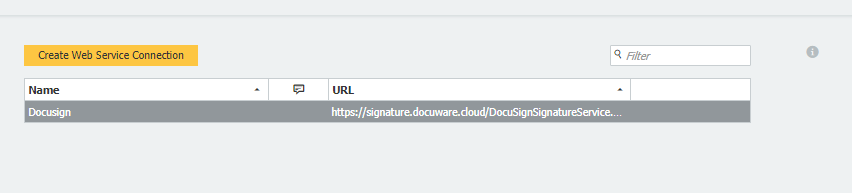 Create Web Service Connection
Filter
Name URL
Docusign https://signature.docuware.cloud/DocuSignSignatureService....